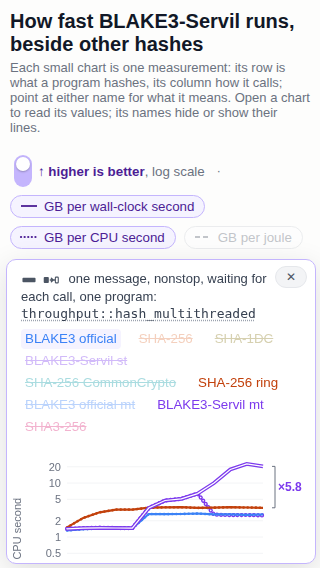 How fast BLAKE3-Servil runs,
beside other hashes
Each small chart is one measurement: its row is
what a program hashes, its column how it calls;
point at either name for what it means. Open a chart
to read its values; its names hide or show their
lines.
↑ higher is better, log scale ·
GB per wall-clock second
GB per CPU second
GB per joule
one message, nonstop, waiting for
each call, one program:
throughput::hash_multithreaded
×
BLAKE3 official SHA-256 SHA-1DC
BLAKE3-Servil st
SHA-256 CommonCrypto SHA-256 ring
BLAKE3 official mt BLAKE3-Servil mt
SHA3-256
20
10
5
2
1
0.5
CPU second
×5.8